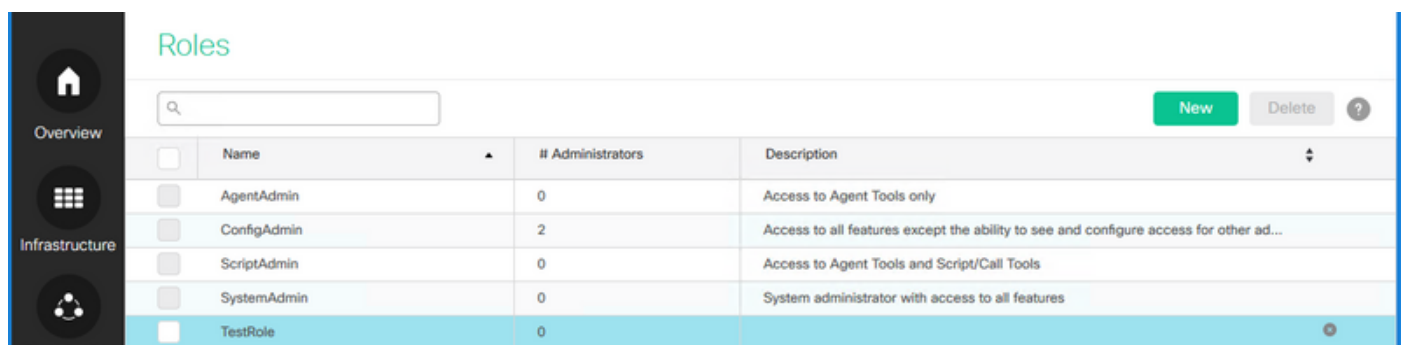 Roles
Overview
New Delete ?
Name # Administrators Description
AgentAdmin 0 Access to Agent Tools only
Infrastructure
ConfigAdmin 2 Access to all features except the ability to see and configure access for other ad...
ScriptAdmin 0 Access to Agent Tools and Script/Call Tools
SystemAdmin 0 System administrator with access to all features
TestRole 0